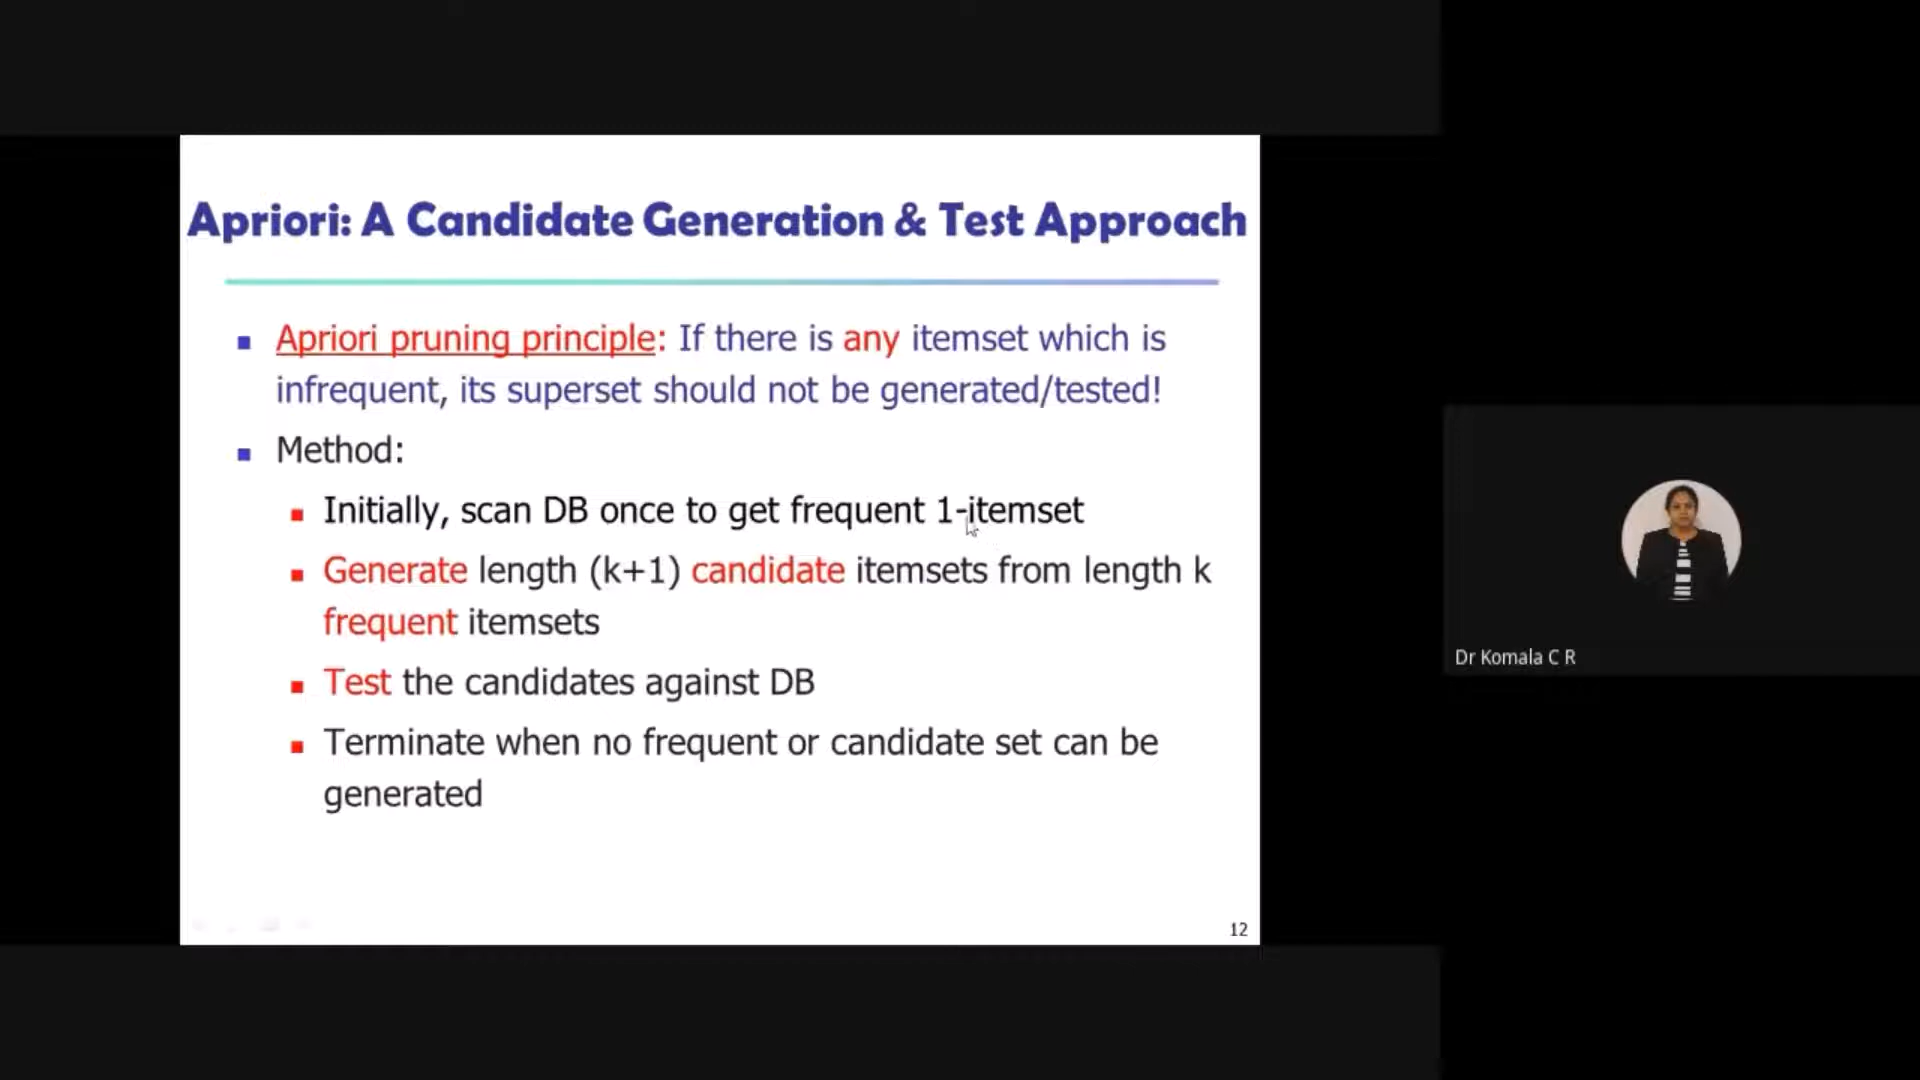 Apriori: A Candidate Generation & Test Approach
Apriori pruning principle: If there is any itemset which is
infrequent, its superset should not be generated/tested!
Method:
Initially, scan DB once to get frequent 1-itemset
Generate length (k+1) candidate itemsets from length k
frequent itemsets
Test the candidates against DB
Terminate when no frequent or candidate set can be
generated
12
Dr Komala C R